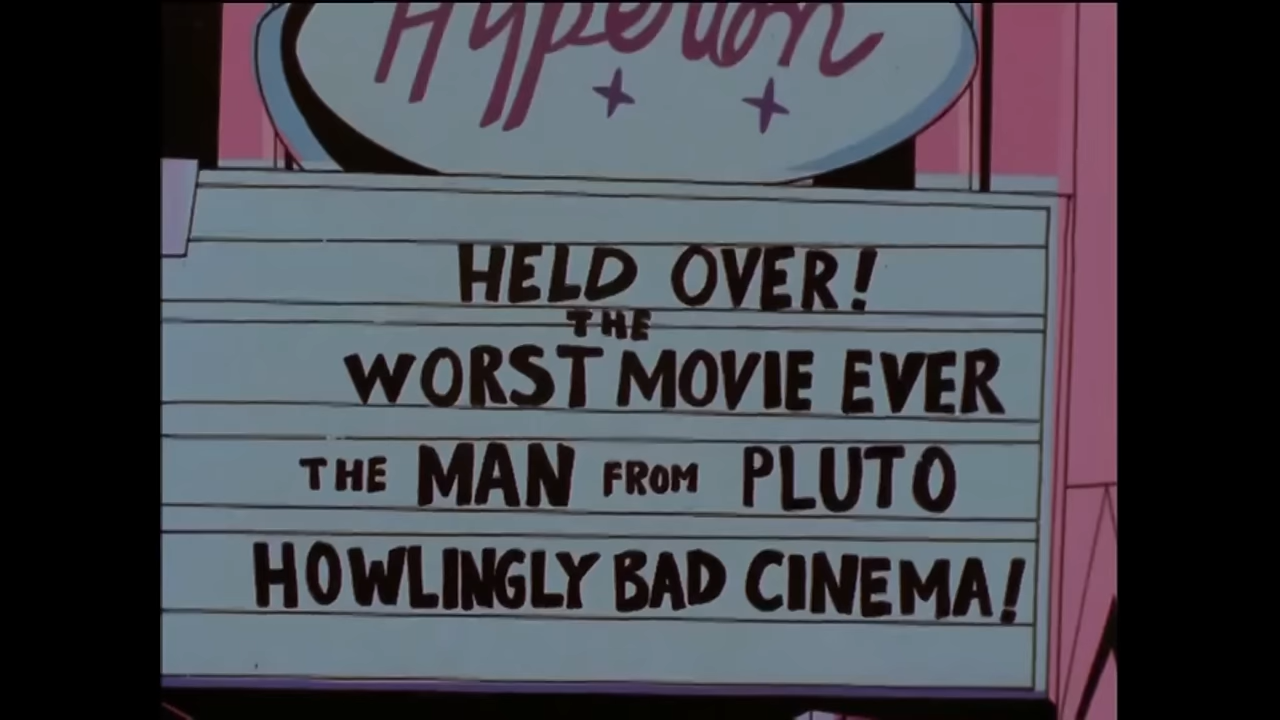 Hyperion
HELD OVER!
THE
WORST MOVIE EVER
THE MAN FROM PLUTO
HOWLINGLY BAD CINEMA!